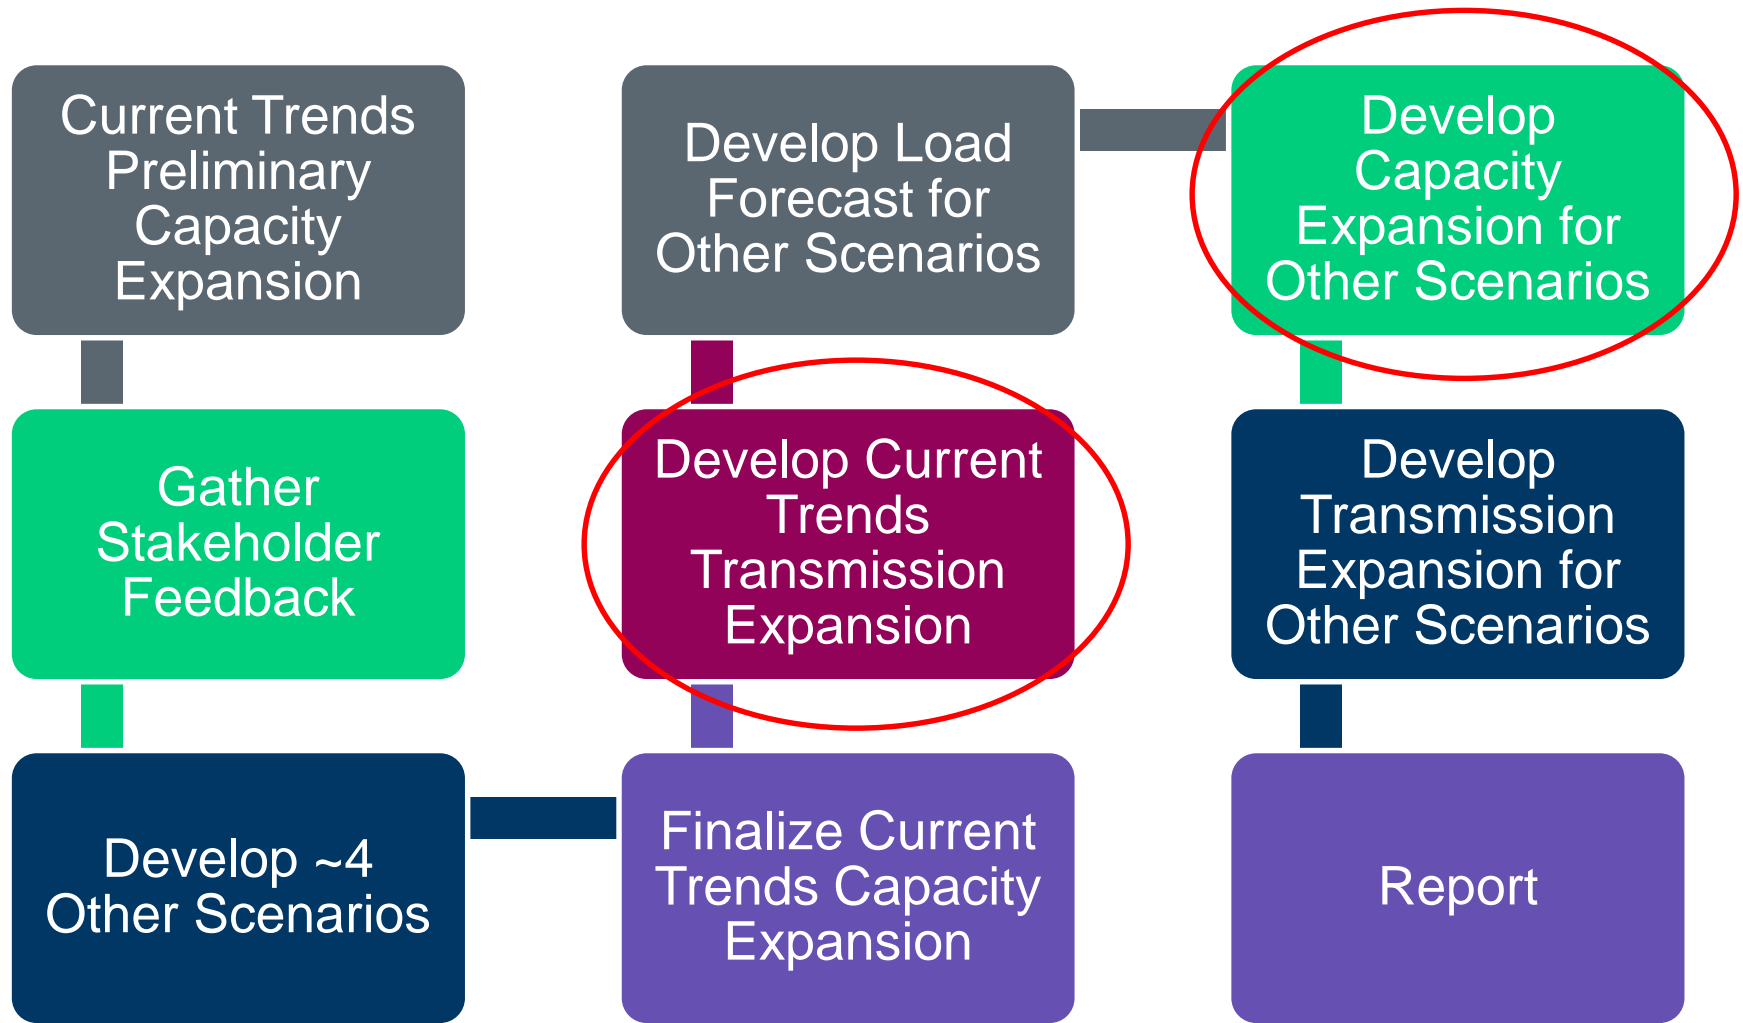 Current Trends
Preliminary
Capacity
Expansion
Gather
Stakeholder
Feedback
Develop ~4
Other Scenarios
Finalize Current
Trends Capacity
Expansion
Develop Current
Trends
Transmission
Expansion
Develop Load
Forecast for
Other Scenarios
Develop
Capacity
Expansion for
Other Scenarios
Develop
Transmission
Expansion for
Other Scenarios
Report